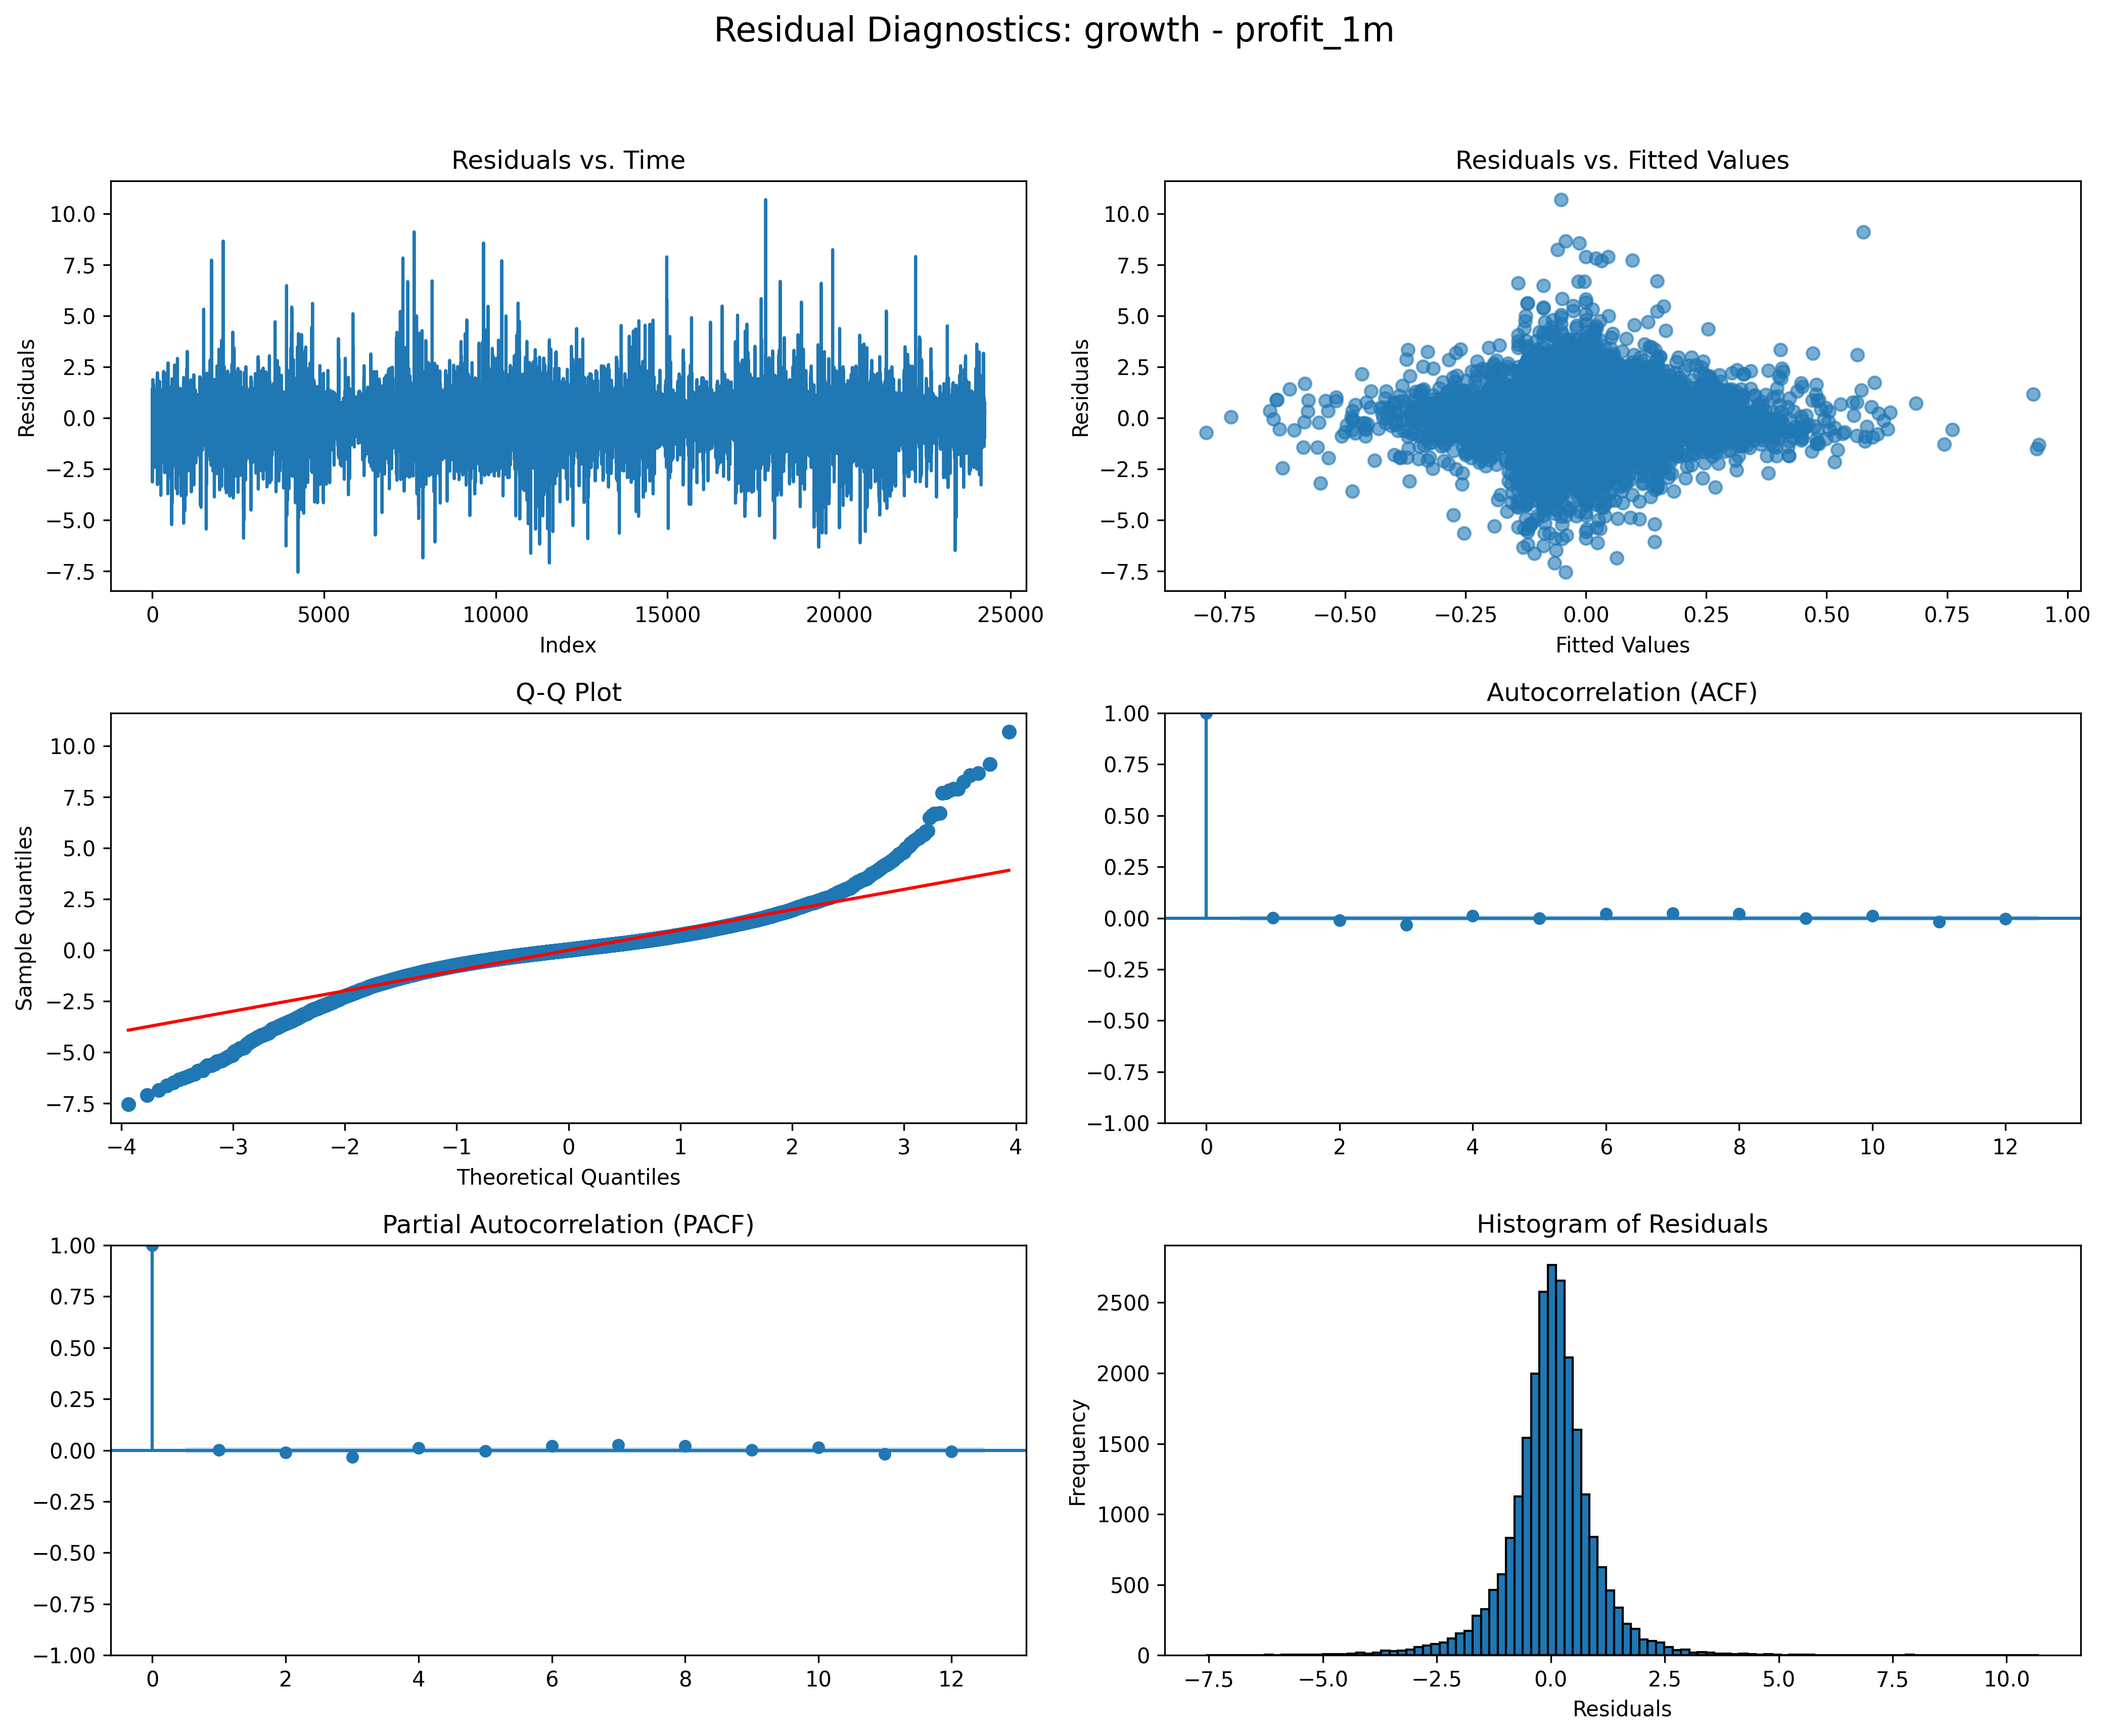 Residual Diagnostics: growth - profit_1m
Residuals vs. Time
10.0
7.5
5.0
2.5
0.0
−2.5
−5.0
−7.5
Residuals
0 5000 10000 15000 20000 25000
Index
Residuals vs. Fitted Values
10.0
7.5
5.0
2.5
0.0
−2.5
−5.0
−7.5
Residuals
−0.75 −0.50 −0.25 0.00 0.25 0.50 0.75 1.00
Fitted Values
Q-Q Plot
10.0
7.5
5.0
2.5
0.0
−2.5
−5.0
−7.5
Sample Quantiles
−4 −3 −2 −1 0 1 2 3 4
Theoretical Quantiles
Autocorrelation (ACF)
1.00
0.75
0.50
0.25
0.00
−0.25
−0.50
−0.75
−1.00
0 2 4 6 8 10 12
Partial Autocorrelation (PACF)
1.00
0.75
0.50
0.25
0.00
−0.25
−0.50
−0.75
−1.00
0 2 4 6 8 10 12
Histogram of Residuals
2500
2000
1500
1000
500
0
Frequency
−7.5 −5.0 −2.5 0.0 2.5 5.0 7.5 10.0
Residuals